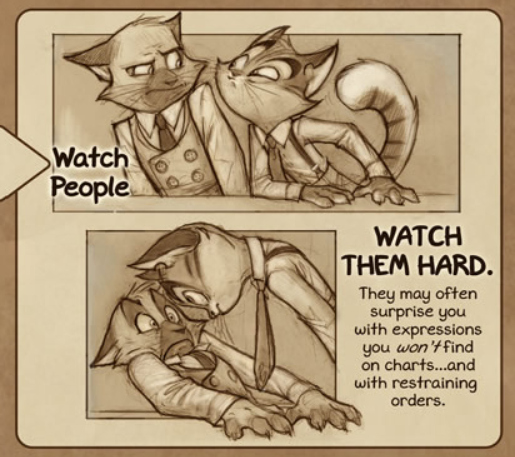 Watch
People
WATCH
THEM HARD.
They may often
surprise you
with expressions
you won't find
on charts...and
with restraining
orders.